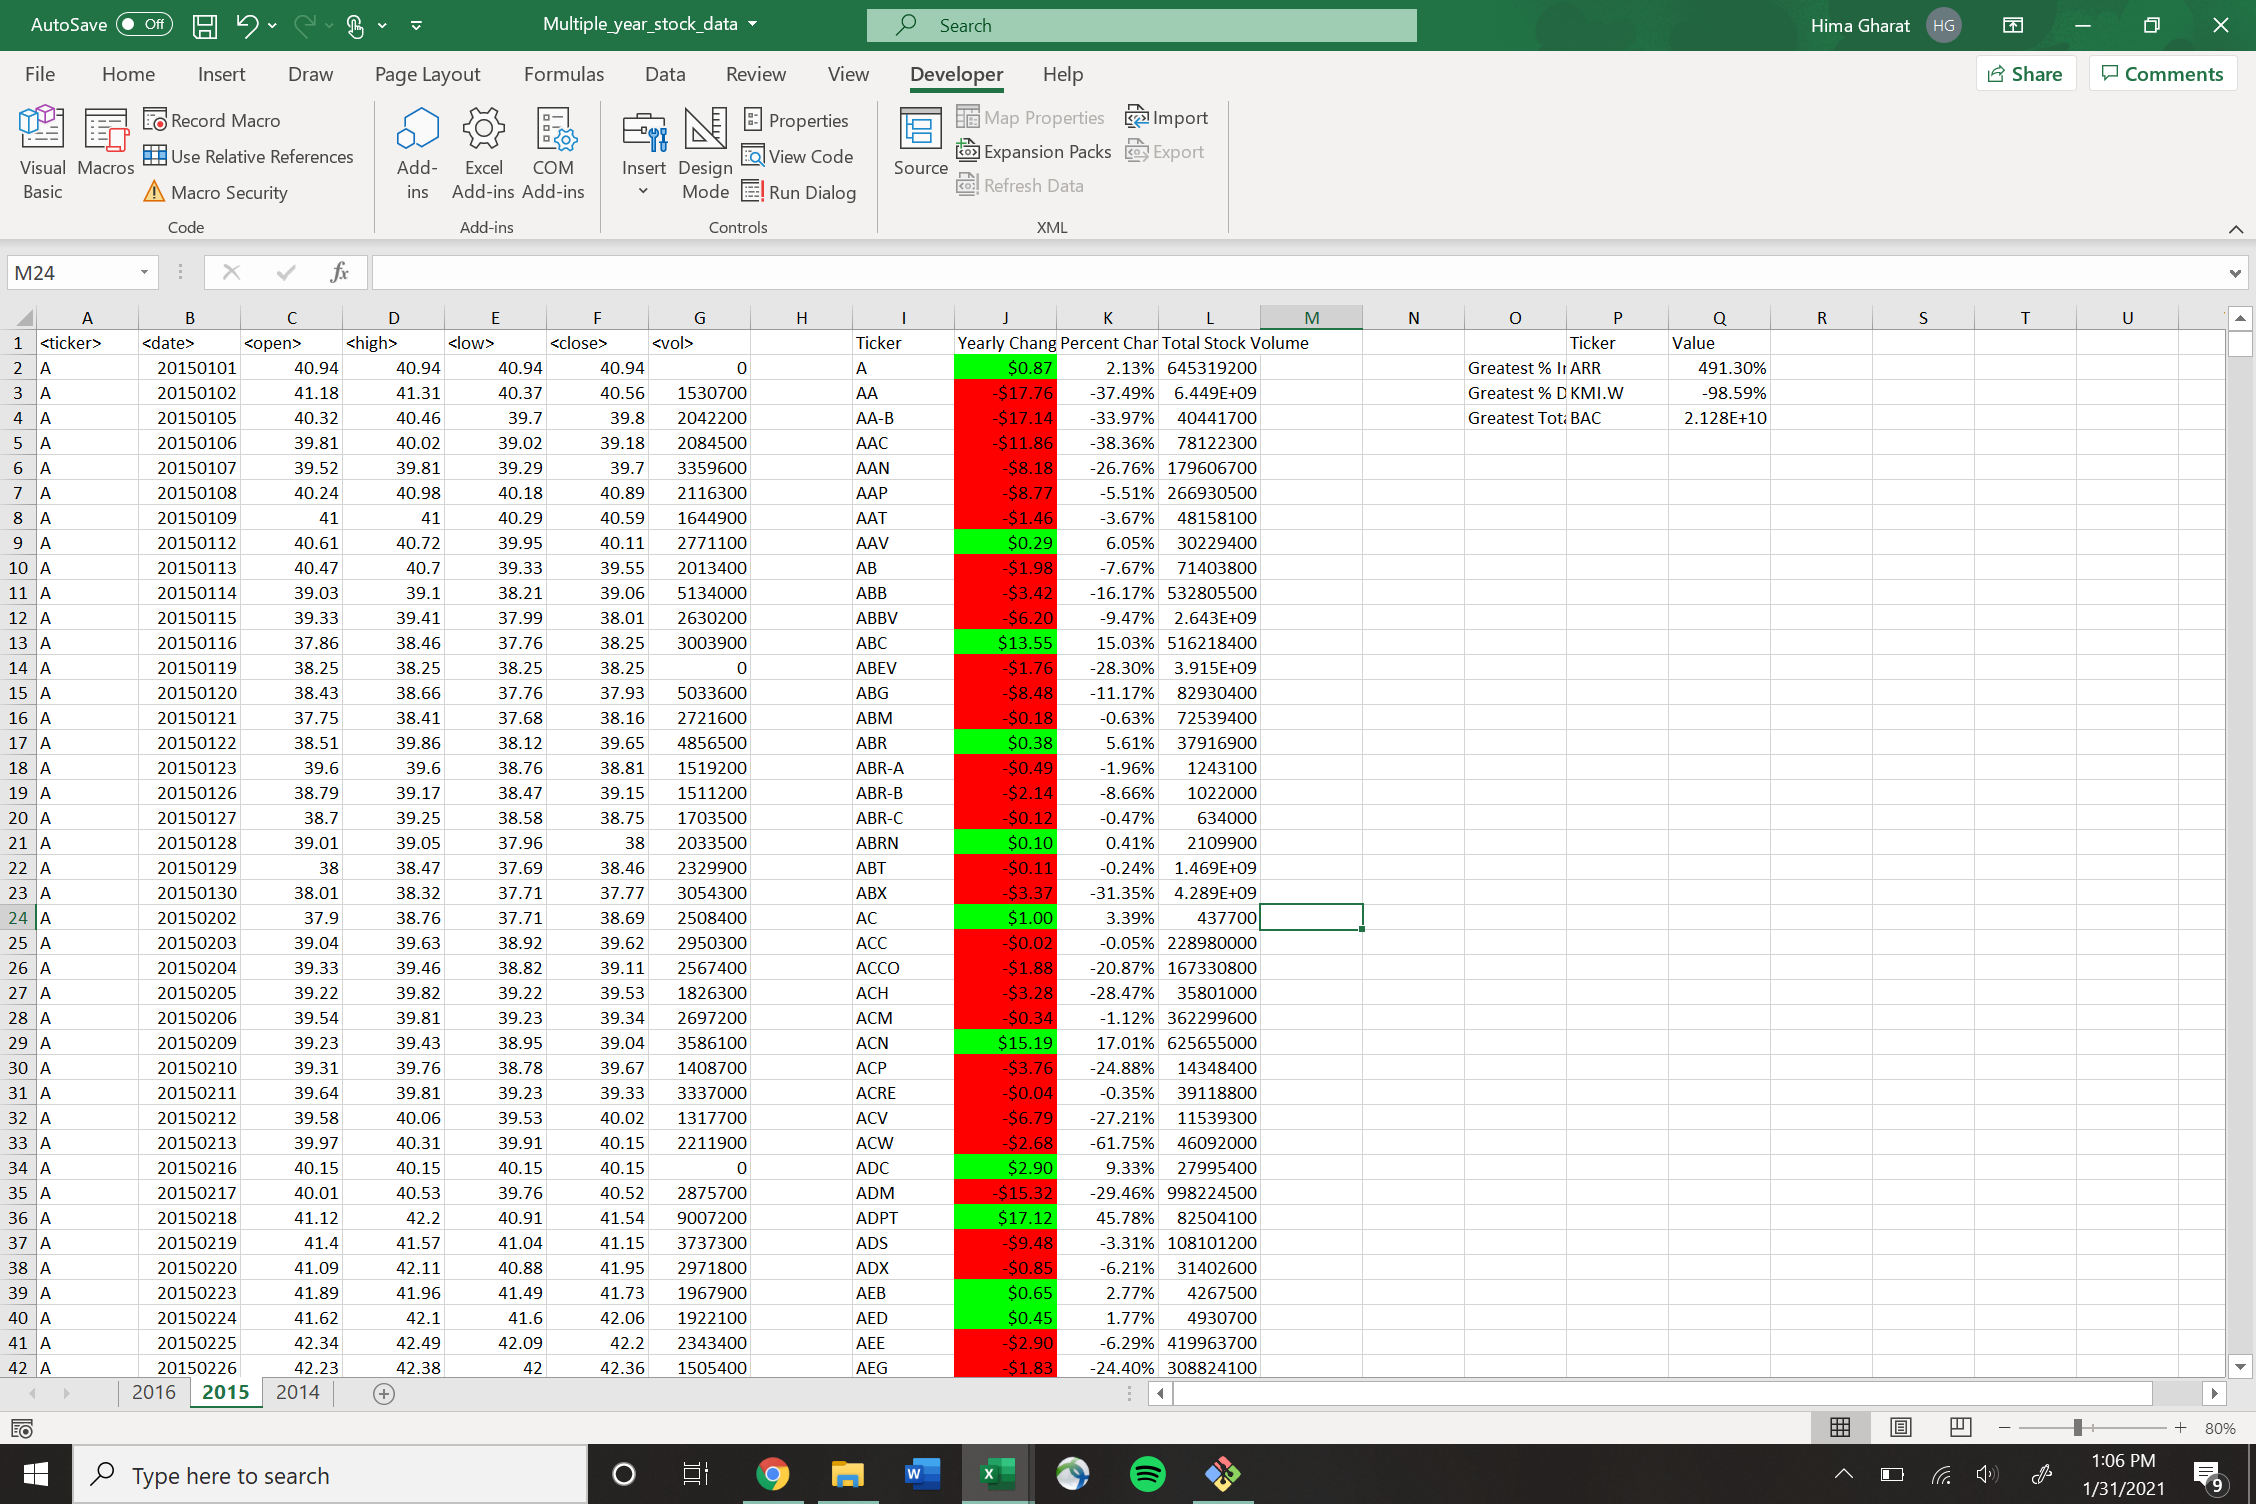 AutoSave Off Multiple_year_stock_data Search Hima Gharat HG
File Home Insert Draw Page Layout Formulas Data Review View Developer Help Share Comments
Visual Basic Macros Record Macro Use Relative References Macro Security Code
Add-ins Excel Add-ins COM Add-ins Add-ins
Insert Design Mode Properties View Code Run Dialog Controls
Source Map Properties Expansion Packs Refresh Data Import Export XML
M24 fx
A B C D E F G H I J K L M N O P Q R S T U
1 <ticker> <date> <open> <high> <low> <close> <vol> Ticker Yearly Chang Percent Char Total Stock Volume Ticker Value
2 A 20150101 40.94 40.94 40.94 40.94 0 A $0.87 2.13% 645319200 Greatest % Ir ARR 491.30%
3 A 20150102 41.18 41.31 40.37 40.56 1530700 AA -$17.76 -37.49% 6.449E+09 Greatest % D KMI.W -98.59%
4 A 20150105 40.32 40.46 39.7 39.8 2042200 AA-B -$17.14 -33.97% 40441700 Greatest Tota BAC 2.128E+10
5 A 20150106 39.81 40.02 39.02 39.18 2084500 AAC -$11.86 -38.36% 78122300
6 A 20150107 39.52 39.81 39.29 39.7 3359600 AAN -$8.18 -26.76% 179606700
7 A 20150108 40.24 40.98 40.18 40.89 2116300 AAP -$8.77 -5.51% 266930500
8 A 20150109 41 41 40.29 40.59 1644900 AAT -$1.46 -3.67% 48158100
9 A 20150112 40.61 40.72 39.95 40.11 2771100 AAV $0.29 6.05% 30229400
10 A 20150113 40.47 40.7 39.33 39.55 2013400 AB -$1.98 -7.67% 71403800
11 A 20150114 39.03 39.1 38.21 39.06 5134000 ABB -$3.42 -16.17% 532805500
12 A 20150115 39.33 39.41 37.99 38.01 2630200 ABBV -$6.20 -9.47% 2.643E+09
13 A 20150116 37.86 38.46 37.76 38.25 3003900 ABC $13.55 15.03% 516218400
14 A 20150119 38.25 38.25 38.25 38.25 0 ABEV -$1.76 -28.30% 3.915E+09
15 A 20150120 38.43 38.66 37.76 37.93 5033600 ABG -$8.48 -11.17% 82930400
16 A 20150121 37.75 38.41 37.68 38.16 2721600 ABM -$0.18 -0.63% 72539400
17 A 20150122 38.51 39.86 38.12 39.65 4856500 ABR $0.38 5.61% 37916900
18 A 20150123 39.6 39.6 38.76 38.81 1519200 ABR-A -$0.49 -1.96% 1243100
19 A 20150126 38.79 39.17 38.47 39.15 1511200 ABR-B -$2.14 -8.66% 1022000
20 A 20150127 38.7 39.25 38.58 38.75 1703500 ABR-C -$0.12 -0.47% 634000
21 A 20150128 39.01 39.05 37.96 38 2033500 ABRN $0.10 0.41% 2109900
22 A 20150129 38 38.47 37.69 38.46 2329900 ABT -$0.11 -0.24% 1.469E+09
23 A 20150130 38.01 38.32 37.71 37.77 3054300 ABX -$3.37 -31.35% 4.289E+09
24 A 20150202 37.9 38.76 37.71 38.69 2508400 AC $1.00 3.39% 437700
25 A 20150203 39.04 39.63 38.92 39.62 2950300 ACC -$0.02 -0.05% 228980000
26 A 20150204 39.33 39.46 38.82 39.11 2567400 ACCO -$1.88 -20.87% 167330800
27 A 20150205 39.22 39.82 39.22 39.53 1826300 ACH -$3.28 -28.47% 35801000
28 A 20150206 39.54 39.81 39.23 39.34 2697200 ACM -$0.34 -1.12% 362299600
29 A 20150209 39.23 39.43 38.95 39.04 3586100 ACN $15.19 17.01% 625655000
30 A 20150210 39.31 39.76 38.78 39.67 1408700 ACP -$3.76 -24.88% 14348400
31 A 20150211 39.64 39.81 39.23 39.33 3337000 ACRE -$0.04 -0.35% 39118800
32 A 20150212 39.58 40.06 39.53 40.02 1317700 ACV -$6.79 -27.21% 11539300
33 A 20150213 39.97 40.31 39.91 40.15 2211900 ACW -$2.68 -61.75% 46092000
34 A 20150216 40.15 40.15 40.15 40.15 0 ADC $2.90 9.33% 27995400
35 A 20150217 40.01 40.53 39.76 40.52 2875700 ADM -$15.32 -29.46% 998224500
36 A 20150218 41.12 42.2 40.91 41.54 9007200 ADPT $17.12 45.78% 82504100
37 A 20150219 41.4 41.57 41.04 41.15 3737300 ADS -$9.48 -3.31% 108101200
38 A 20150220 41.09 42.11 40.88 41.95 2971800 ADX -$0.85 -6.21% 31402600
39 A 20150223 41.89 41.96 41.49 41.73 1967900 AEB $0.65 2.77% 4267500
40 A 20150224 41.62 42.1 41.6 42.06 1922100 AED $0.45 1.77% 4930700
41 A 20150225 42.34 42.49 42.09 42.2 2343400 AEE -$2.90 -6.29% 419963700
42 A 20150226 42.23 42.38 42 42.36 1505400 AEG -$1.83 -24.40% 308824100
2016 2015 2014
80%
Type here to search 1:06 PM
1/31/2021 9